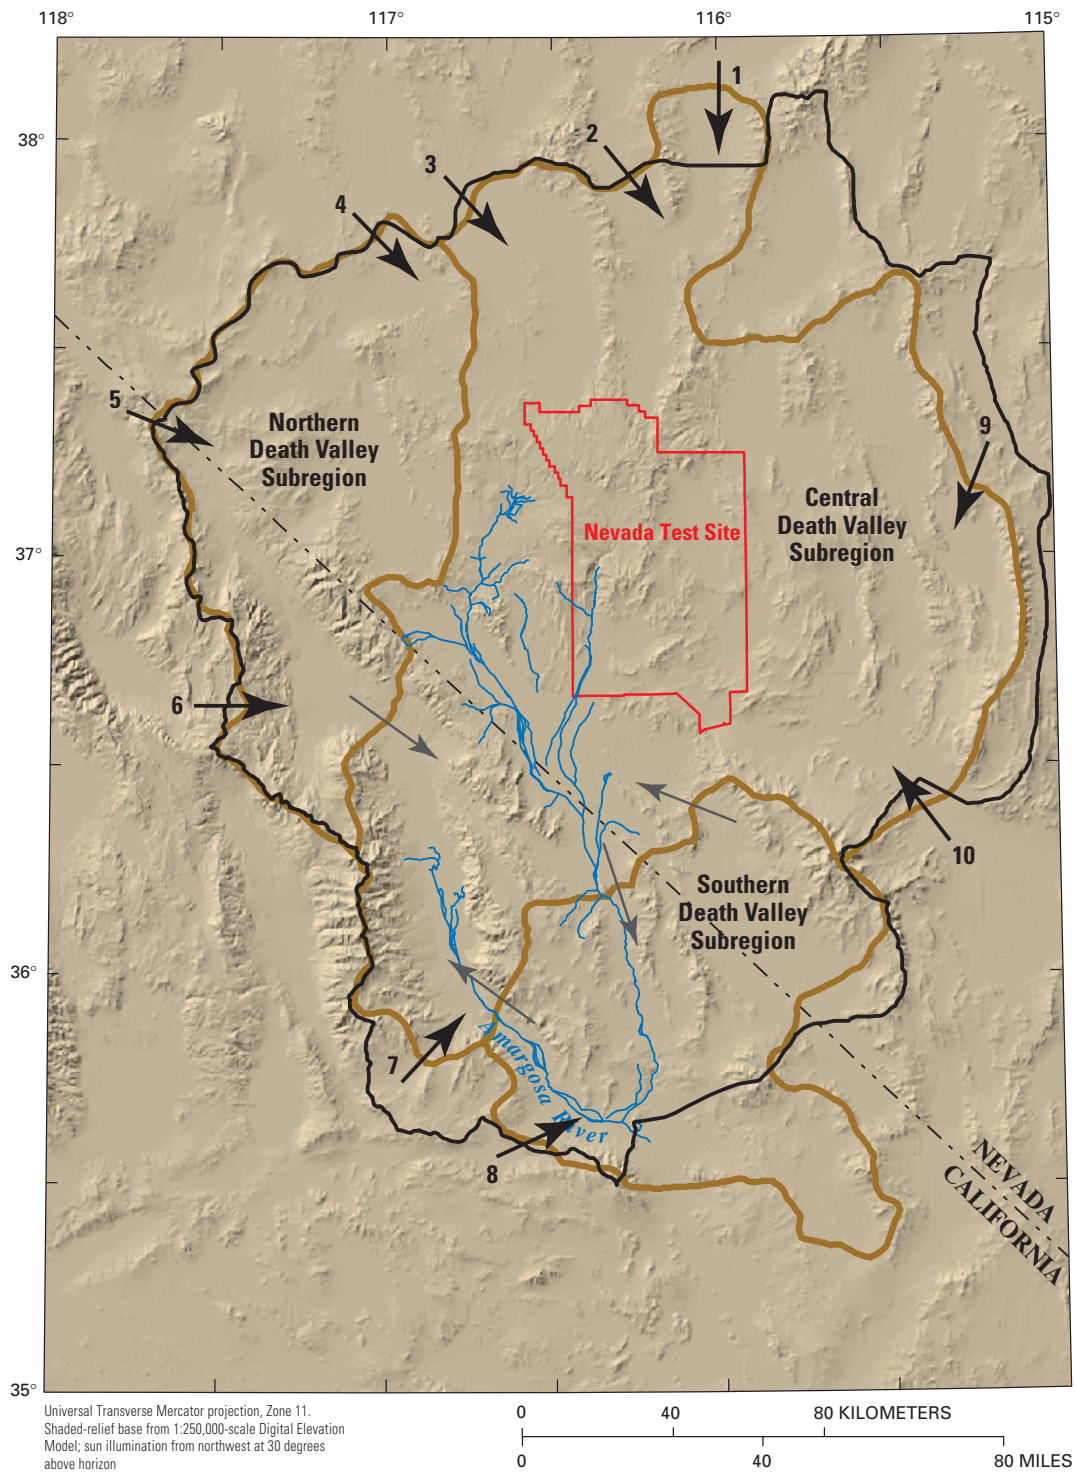 118°
117°
116°
115°
1
38°
2
3
4
5
Northern
Death Valley
Subregion
9
Central
Death Valley
Subregion
Nevada Test Site
37°
6
10
Southern
Death Valley
Subregion
36°
Amargosa River
7
8
NEVADA
CALIFORNIA
35°
Universal Transverse Mercator projection, Zone 11.
Shaded-relief base from 1:250,000-scale Digital Elevation
Model; sun illumination from northwest at 30 degrees
above horizon
0 40 80 KILOMETERS
0 40 80 MILES